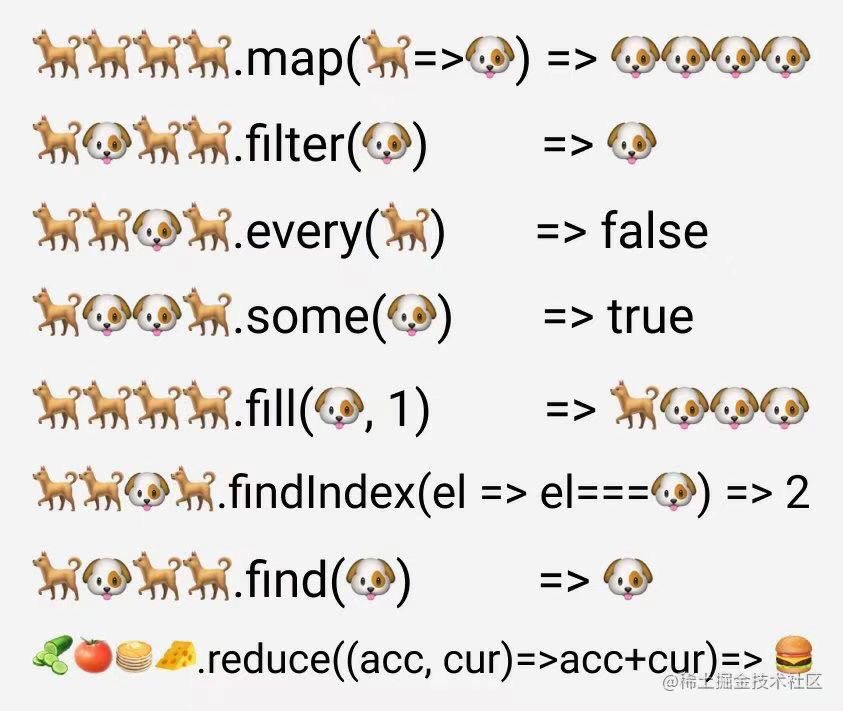 🐕🐕🐕🐕.map(🐕=>🐶) => 🐶🐶🐶🐶
🐕🐶🐕🐕.filter(🐶) => 🐶
🐕🐕🐶🐕.every(🐕) => false
🐕🐶🐶🐕.some(🐶) => true
🐕🐕🐕🐕.fill(🐶, 1) => 🐕🐶🐶🐶
🐕🐕🐶🐕.findIndex(el => el===🐶) => 2
🐕🐶🐕🐕.find(🐶) => 🐶
🥒🍅🥞🧀.reduce((acc, cur)=>acc+cur)=> 🍔
@稀土掘金技术社区